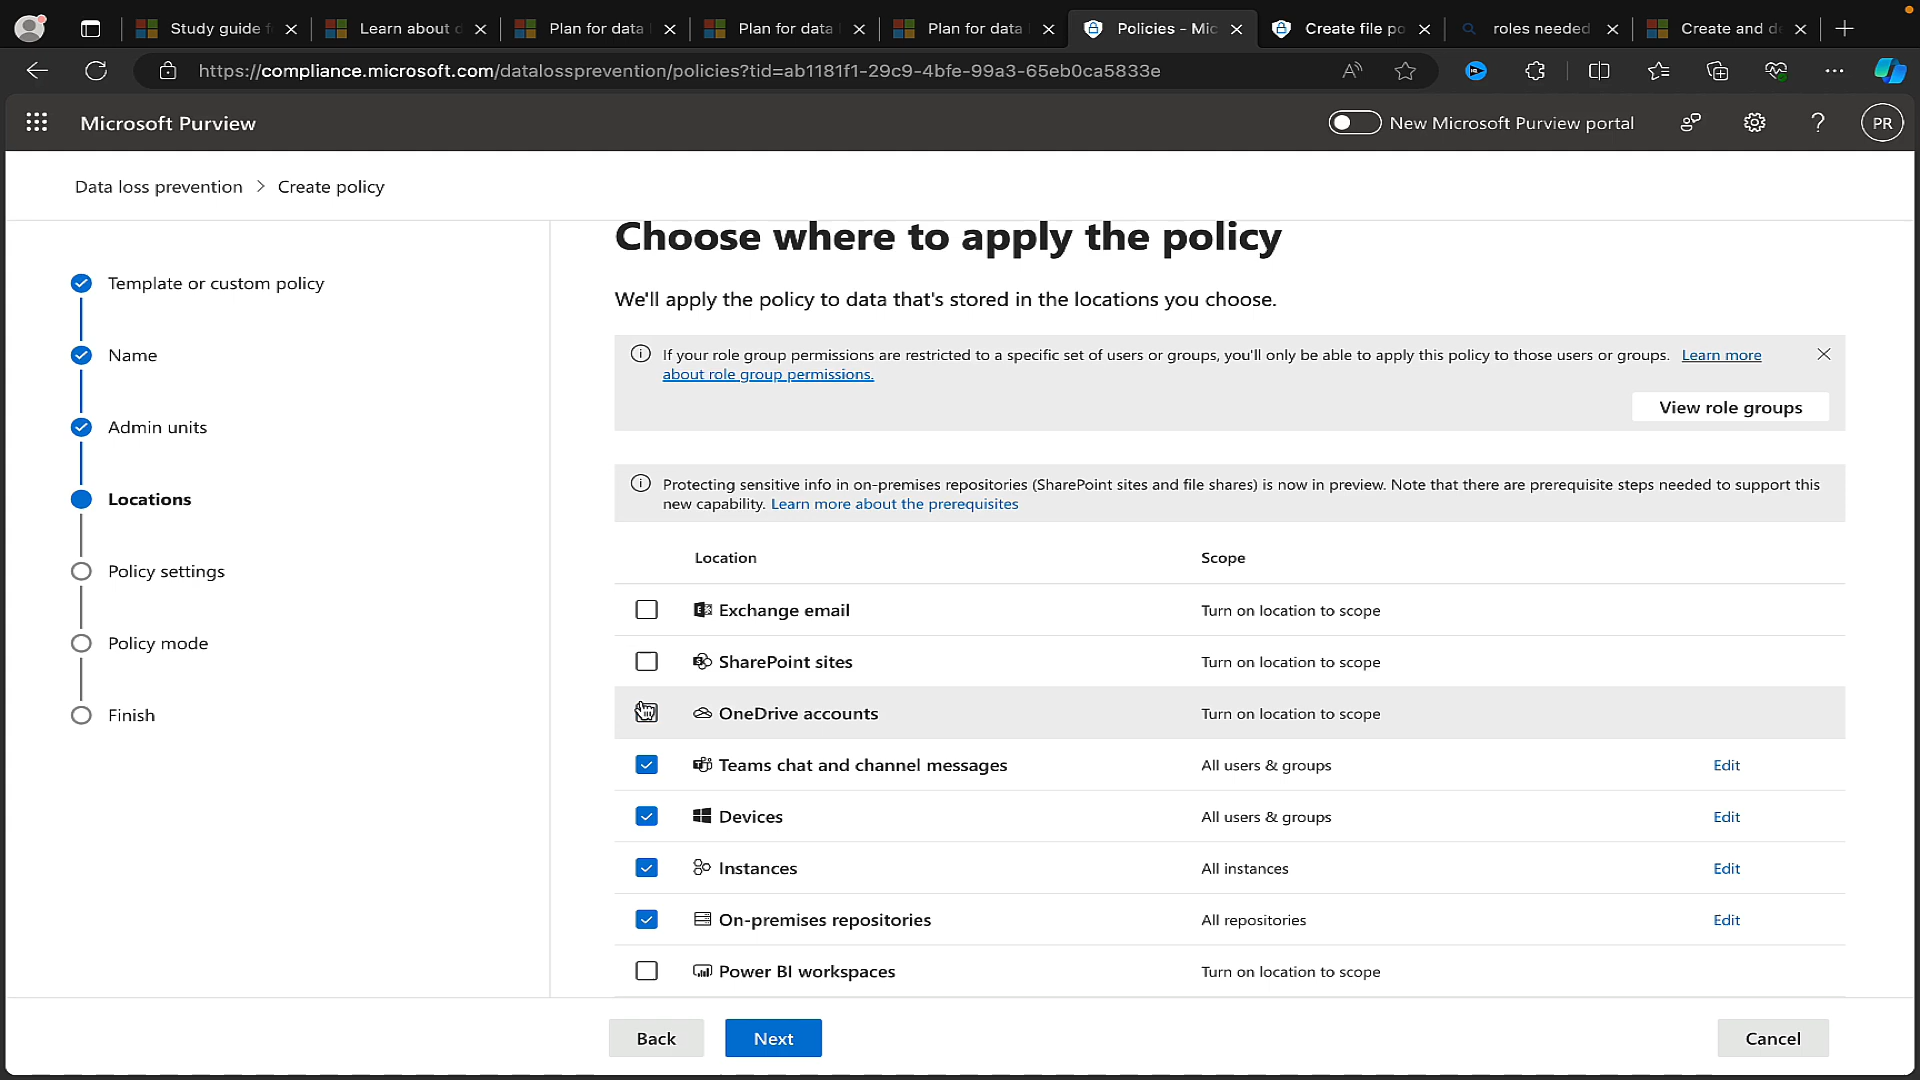 Study guide f
Learn about d
Plan for data
Plan for data
Plan for data
Policies - Mic
Create file po
roles needed
Create and de
https://compliance.microsoft.com/datalossprevention/policies?tid=ab1181f1-29c9-4bfe-99a3-65eb0ca5833e
Microsoft Purview
New Microsoft Purview portal
PR
Data loss prevention > Create policy
Template or custom policy
Name
Admin units
Locations
Policy settings
Policy mode
Finish
Choose where to apply the policy
We'll apply the policy to data that's stored in the locations you choose.
If your role group permissions are restricted to a specific set of users or groups, you'll only be able to apply this policy to those users or groups. Learn more
about role group permissions.
View role groups
Protecting sensitive info in on-premises repositories (SharePoint sites and file shares) is now in preview. Note that there are prerequisite steps needed to support this
new capability. Learn more about the prerequisites
Location Scope
Exchange email Turn on location to scope
SharePoint sites Turn on location to scope
OneDrive accounts Turn on location to scope
Teams chat and channel messages All users & groups Edit
Devices All users & groups Edit
Instances All instances Edit
On-premises repositories All repositories Edit
Power BI workspaces Turn on location to scope
Back Next Cancel